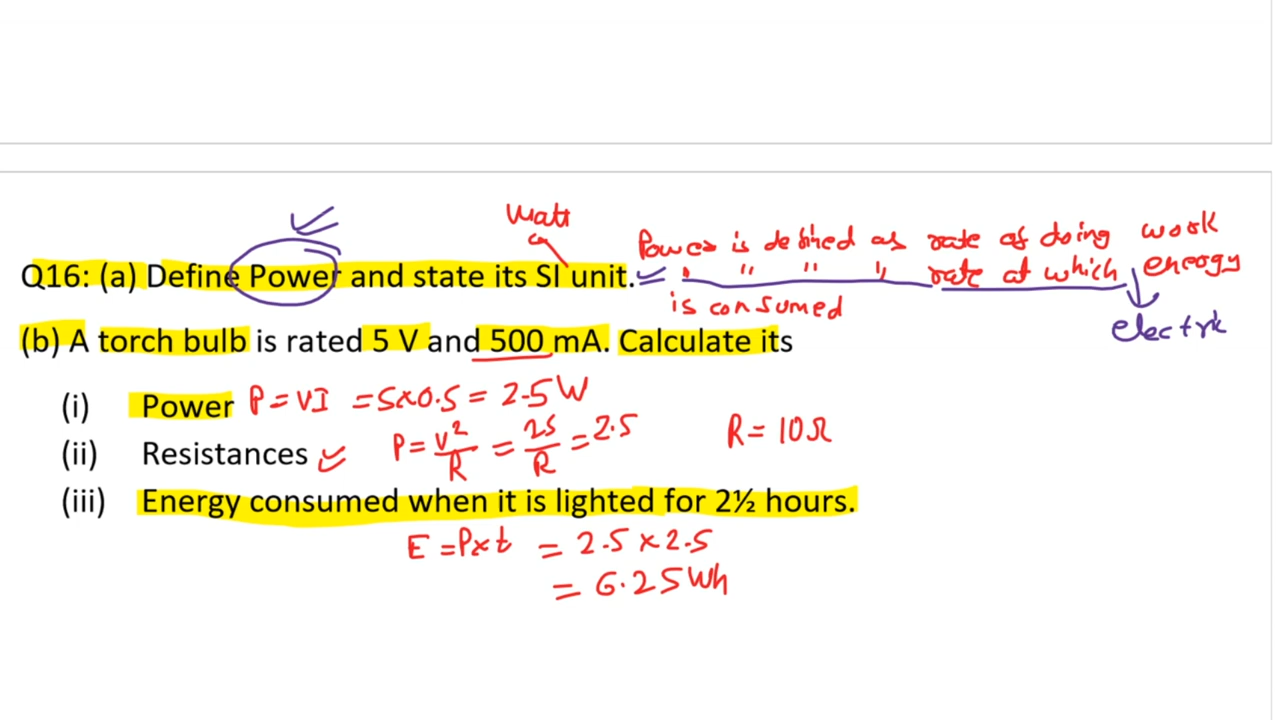 Watt
Power is defined as rate of doing work
Q16: (a) Define Power and state its SI unit. " " " " rate at which energy
is consumed
electric
(b) A torch bulb is rated 5 V and 500 mA. Calculate its
(i) Power P = VI = 5x0.5 = 2.5W
(ii) Resistances P = V²/R = 25/R = 2.5 R = 10Ω
(iii) Energy consumed when it is lighted for 2½ hours.
E = Pxt = 2.5 x 2.5
= 6.25Wh